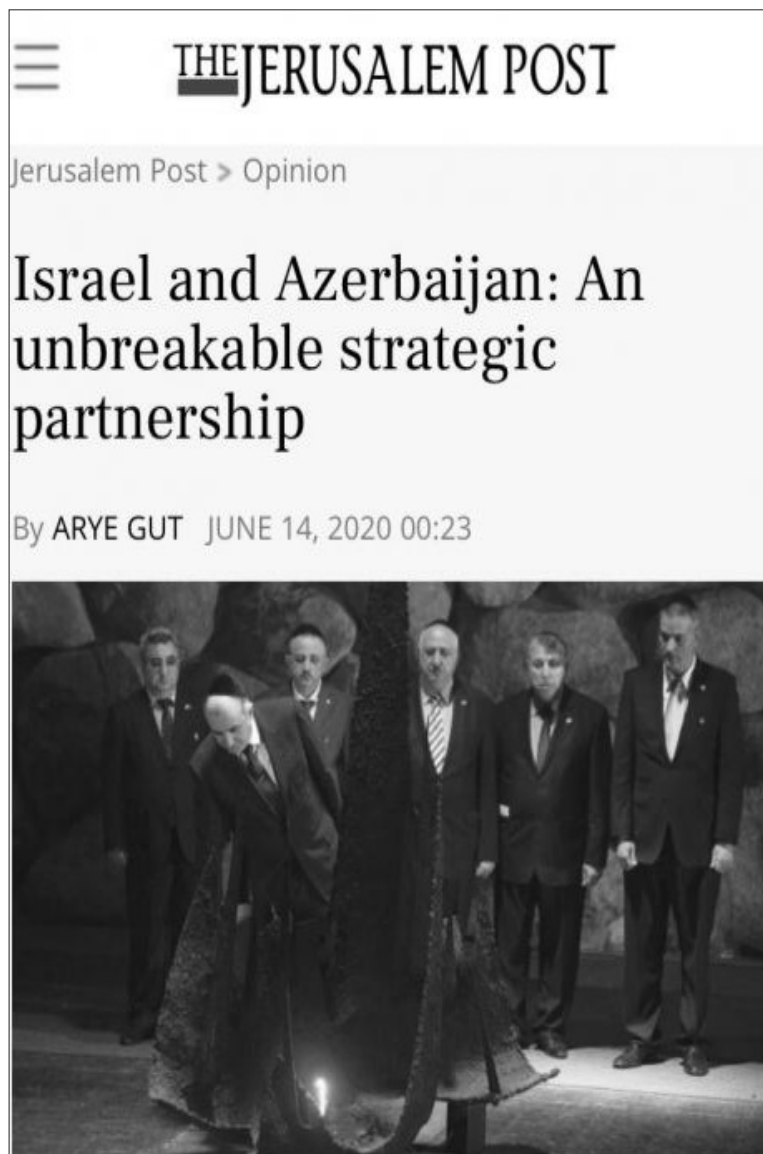 THE JERUSALEM POST
Jerusalem Post > Opinion
Israel and Azerbaijan: An
unbreakable strategic
partnership
By ARYE GUT JUNE 14, 2020 00:23